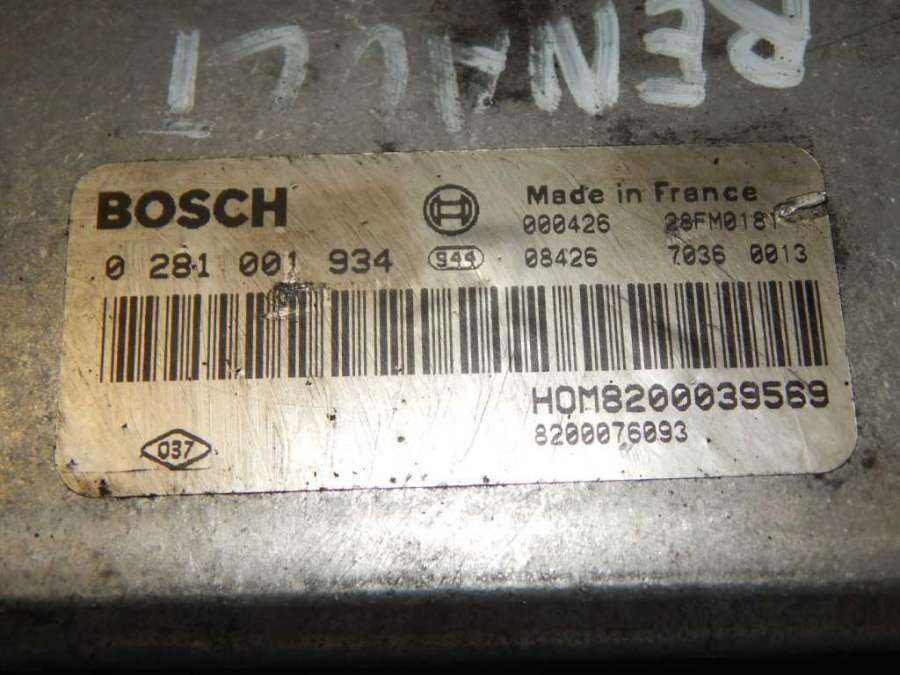 RENAULT
BOSCH Made in France
000426 28FM0181
0 281 001 934 944 08426 7036 0013
HOM8200039569
8200076093
037